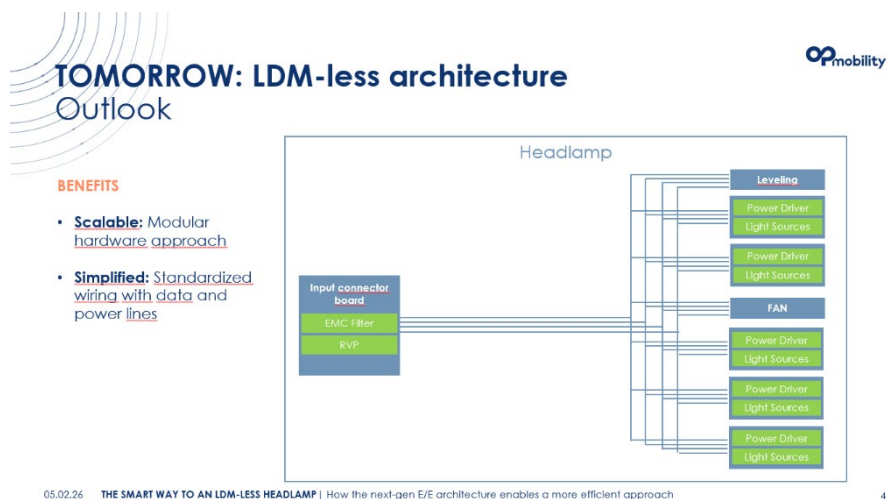 TOMORROW: LDM-less architecture
Outlook
OPmobility
BENEFITS
• Scalable: Modular
hardware approach
• Simplified: Standardized
wiring with data and
power lines
Headlamp
Input connector
board
EMC Filter
RVP
Leveling
Power Driver
Light Sources
Power Driver
Light Sources
FAN
Power Driver
Light Sources
Power Driver
Light Sources
Power Driver
Light Sources
05.02.26 THE SMART WAY TO AN LDM-LESS HEADLAMP | How the next-gen E/E architecture enables a more efficient approach
4